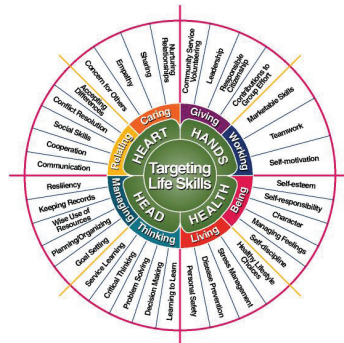 Targeting
Life Skills
HEART
HANDS
HEALTH
HEAD
Relating
Caring
Giving
Working
Being
Living
Thinking
Managing
Communication
Cooperation
Social Skills
Conflict Resolution
Accepting
Differences
Concern for Others
Empathy
Sharing
Nurturing
Relationships
Community Service
Volunteering
Leadership
Responsible
Citizenship
Contributions to
Group Effort
Marketable Skills
Teamwork
Self-motivation
Self-esteem
Self-responsibility
Character
Managing Feelings
Self-discipline
Healthy Lifestyle
Choices
Stress Management
Disease Prevention
Personal Safety
Learning to Learn
Decision Making
Problem Solving
Critical Thinking
Service Learning
Goal Setting
Planning/Organizing
Wise Use of
Resources
Keeping Records
Resiliency